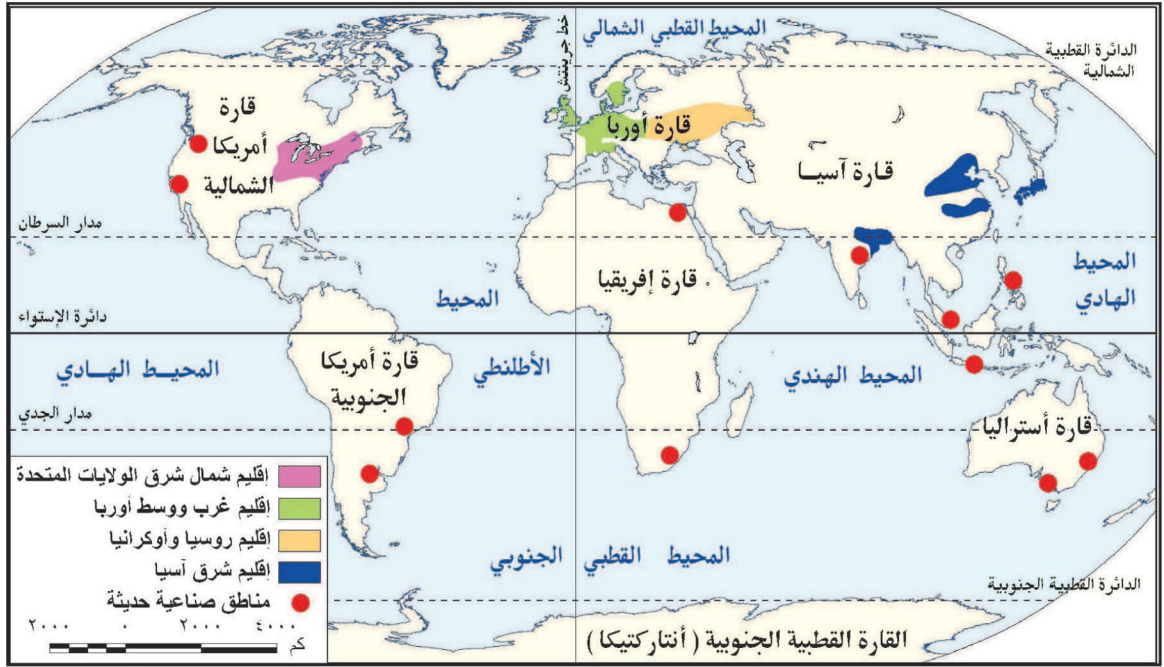 المحيط القطبي الشمالي
خط جرينتش
الدائرة القطبية
الشمالية
قارة
أمريكا
الشمالية
قارة أوربا
قارة آسيـــا
مدار السرطان
المحيط
الهادي
قارة إفريقيا
المحيط
دائرة الإستواء
قارة أمريكا
الجنوبية
الأطلنطي
المحيـــط الهـــادي
المحيط الهندي
مدار الجدي
قارة أستراليا
إقليم شمال شرق الولايات المتحدة
إقليم غرب ووسط أوربا
إقليم روسيا وأوكرانيا
إقليم شرق آسيا
مناطق صناعية حديثة
٢٠٠٠ ٠ ٢٠٠٠ ٤٠٠٠
كم
المحيط القطبي الجنوبي
الدائرة القطبية الجنوبية
القارة القطبية الجنوبية ( أنتاركتيكا )